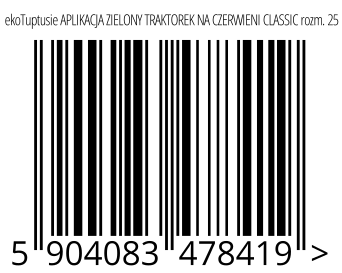 ekoTuptusie APLIKACJA ZIELONY TRAKTOREK NA CZERWIENI CLASSIC rozm. 25
5 904083 478419 >